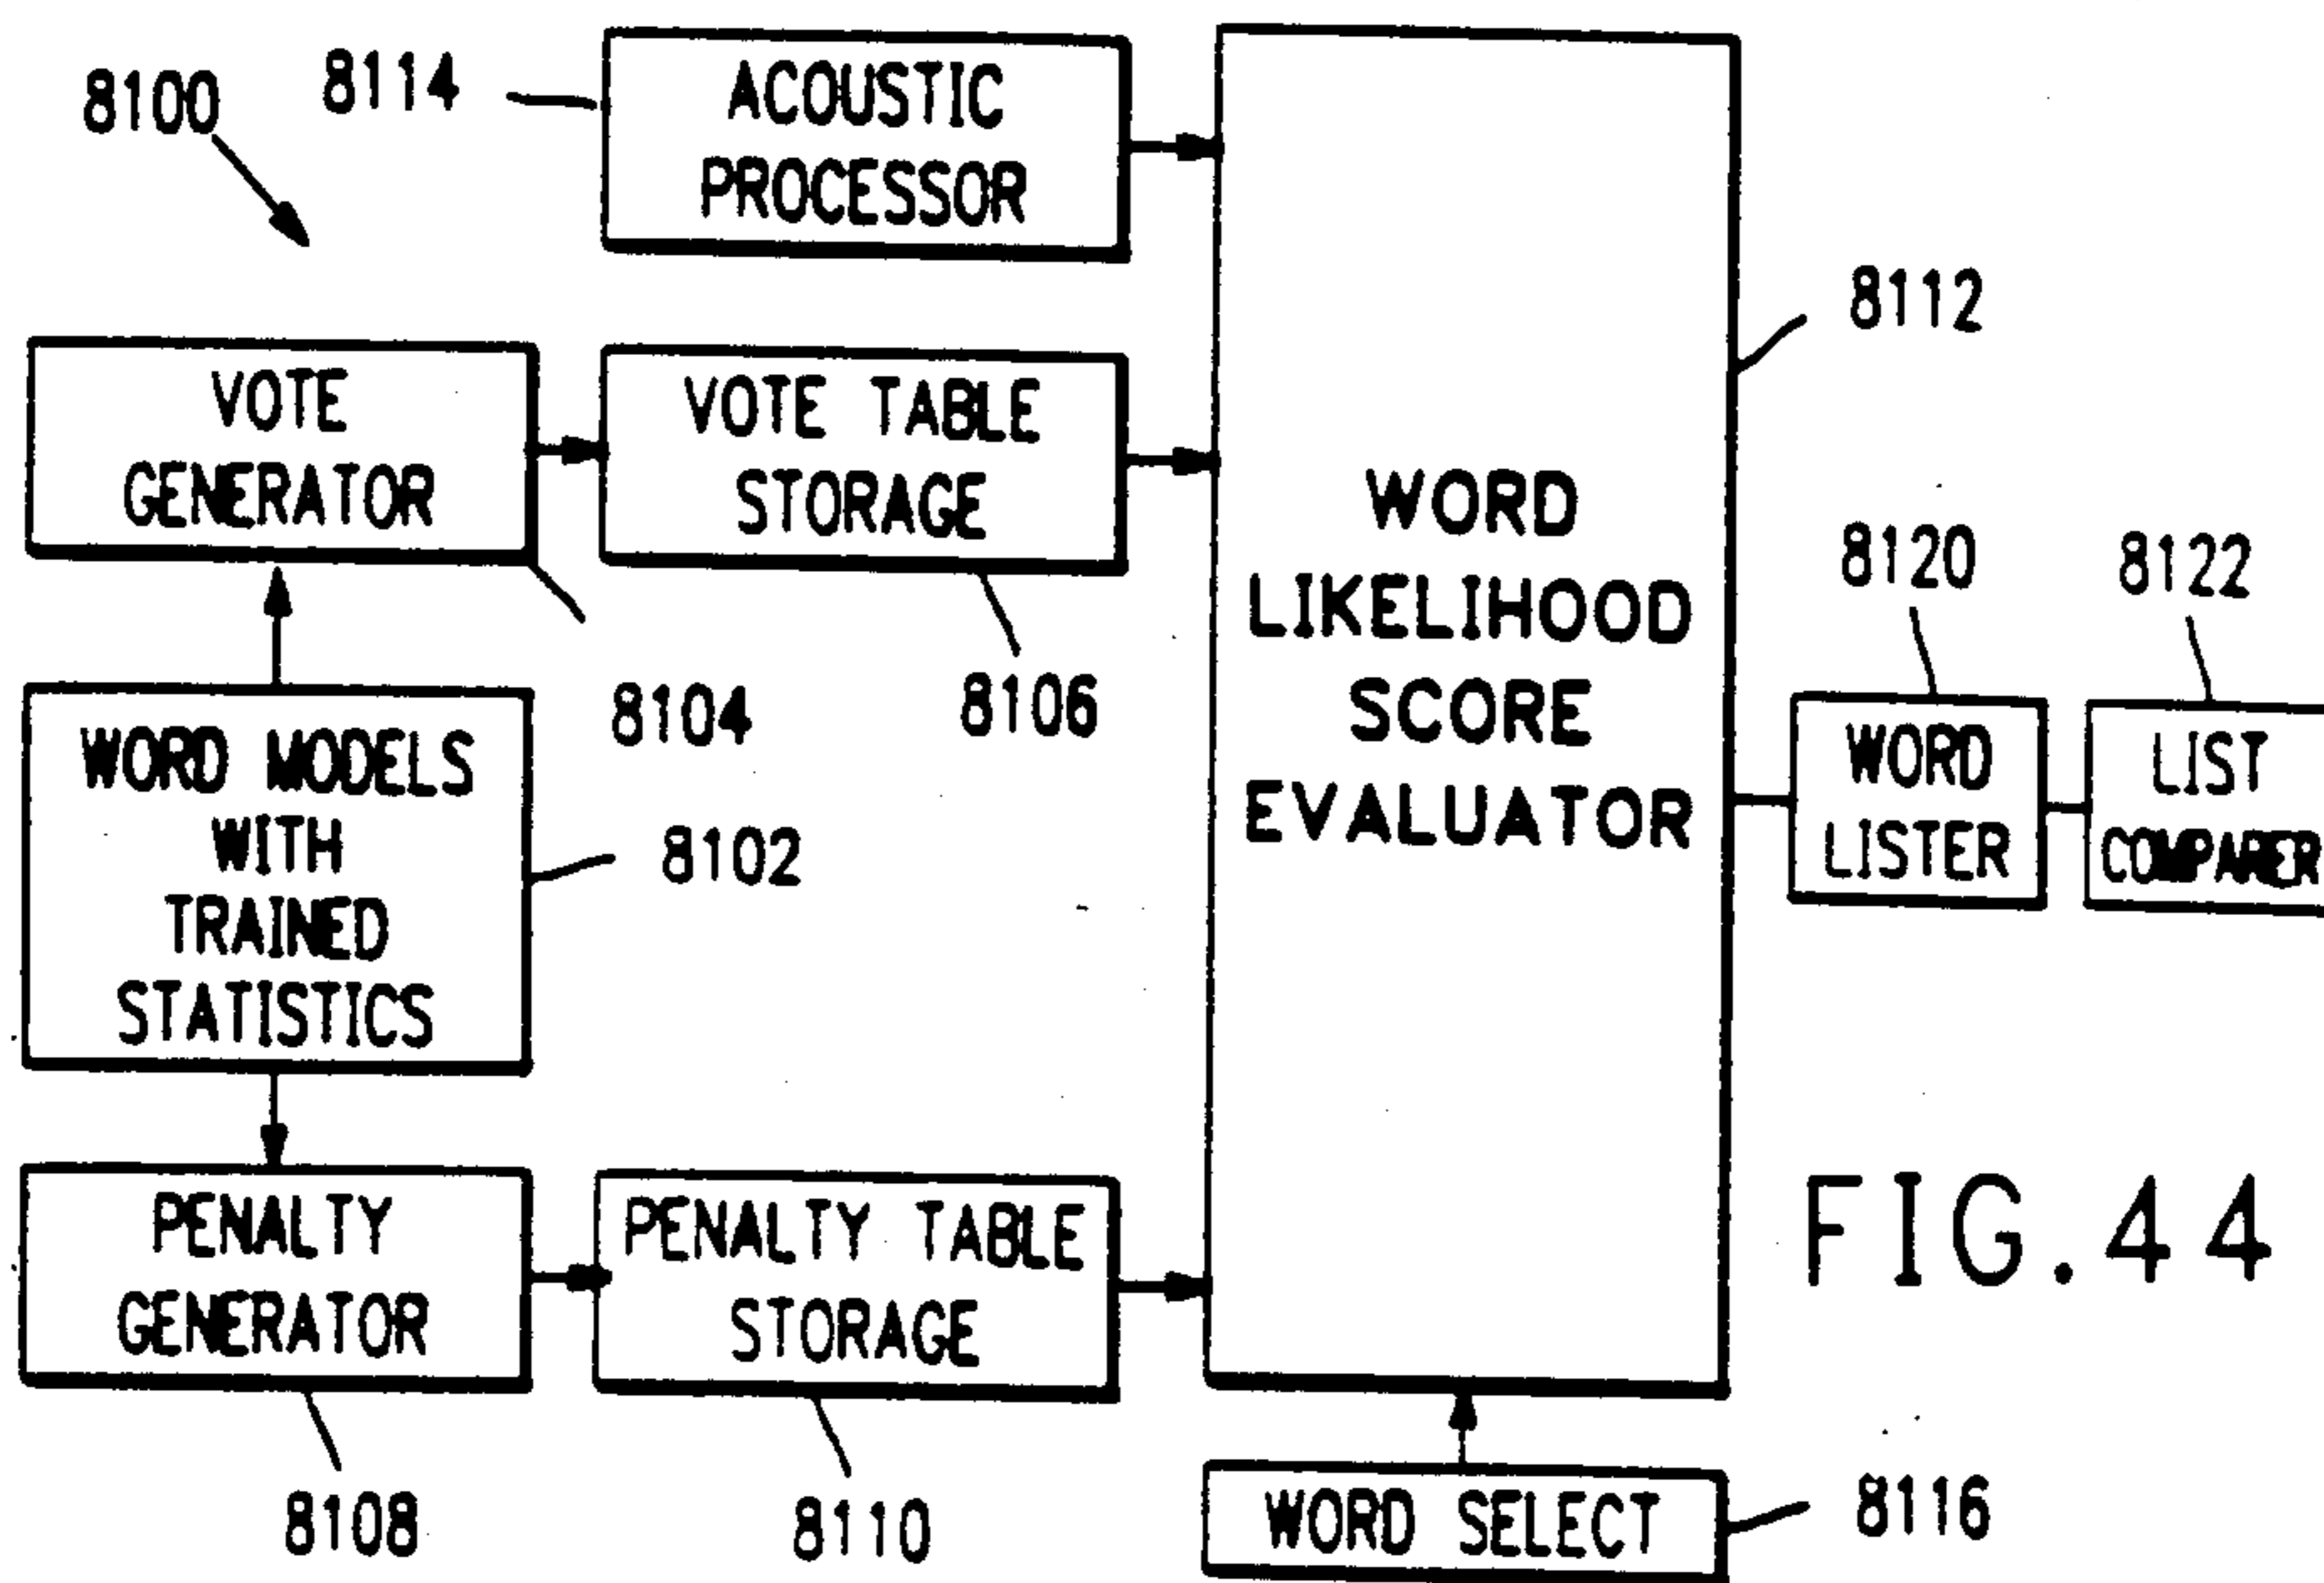 8100
8114
ACOUSTIC
PROCESSOR
8112
VOTE
GENERATOR
8104
VOTE TABLE
STORAGE
8106
WORD
LIKELIHOOD
SCORE
EVALUATOR
8120
8122
WORD
LISTER
LIST
COMPARER
WORD MODELS
WITH
TRAINED
STATISTICS
8102
PENALTY
GENERATOR
8108
PENALTY TABLE
STORAGE
8110
WORD SELECT
8116
FIG.44